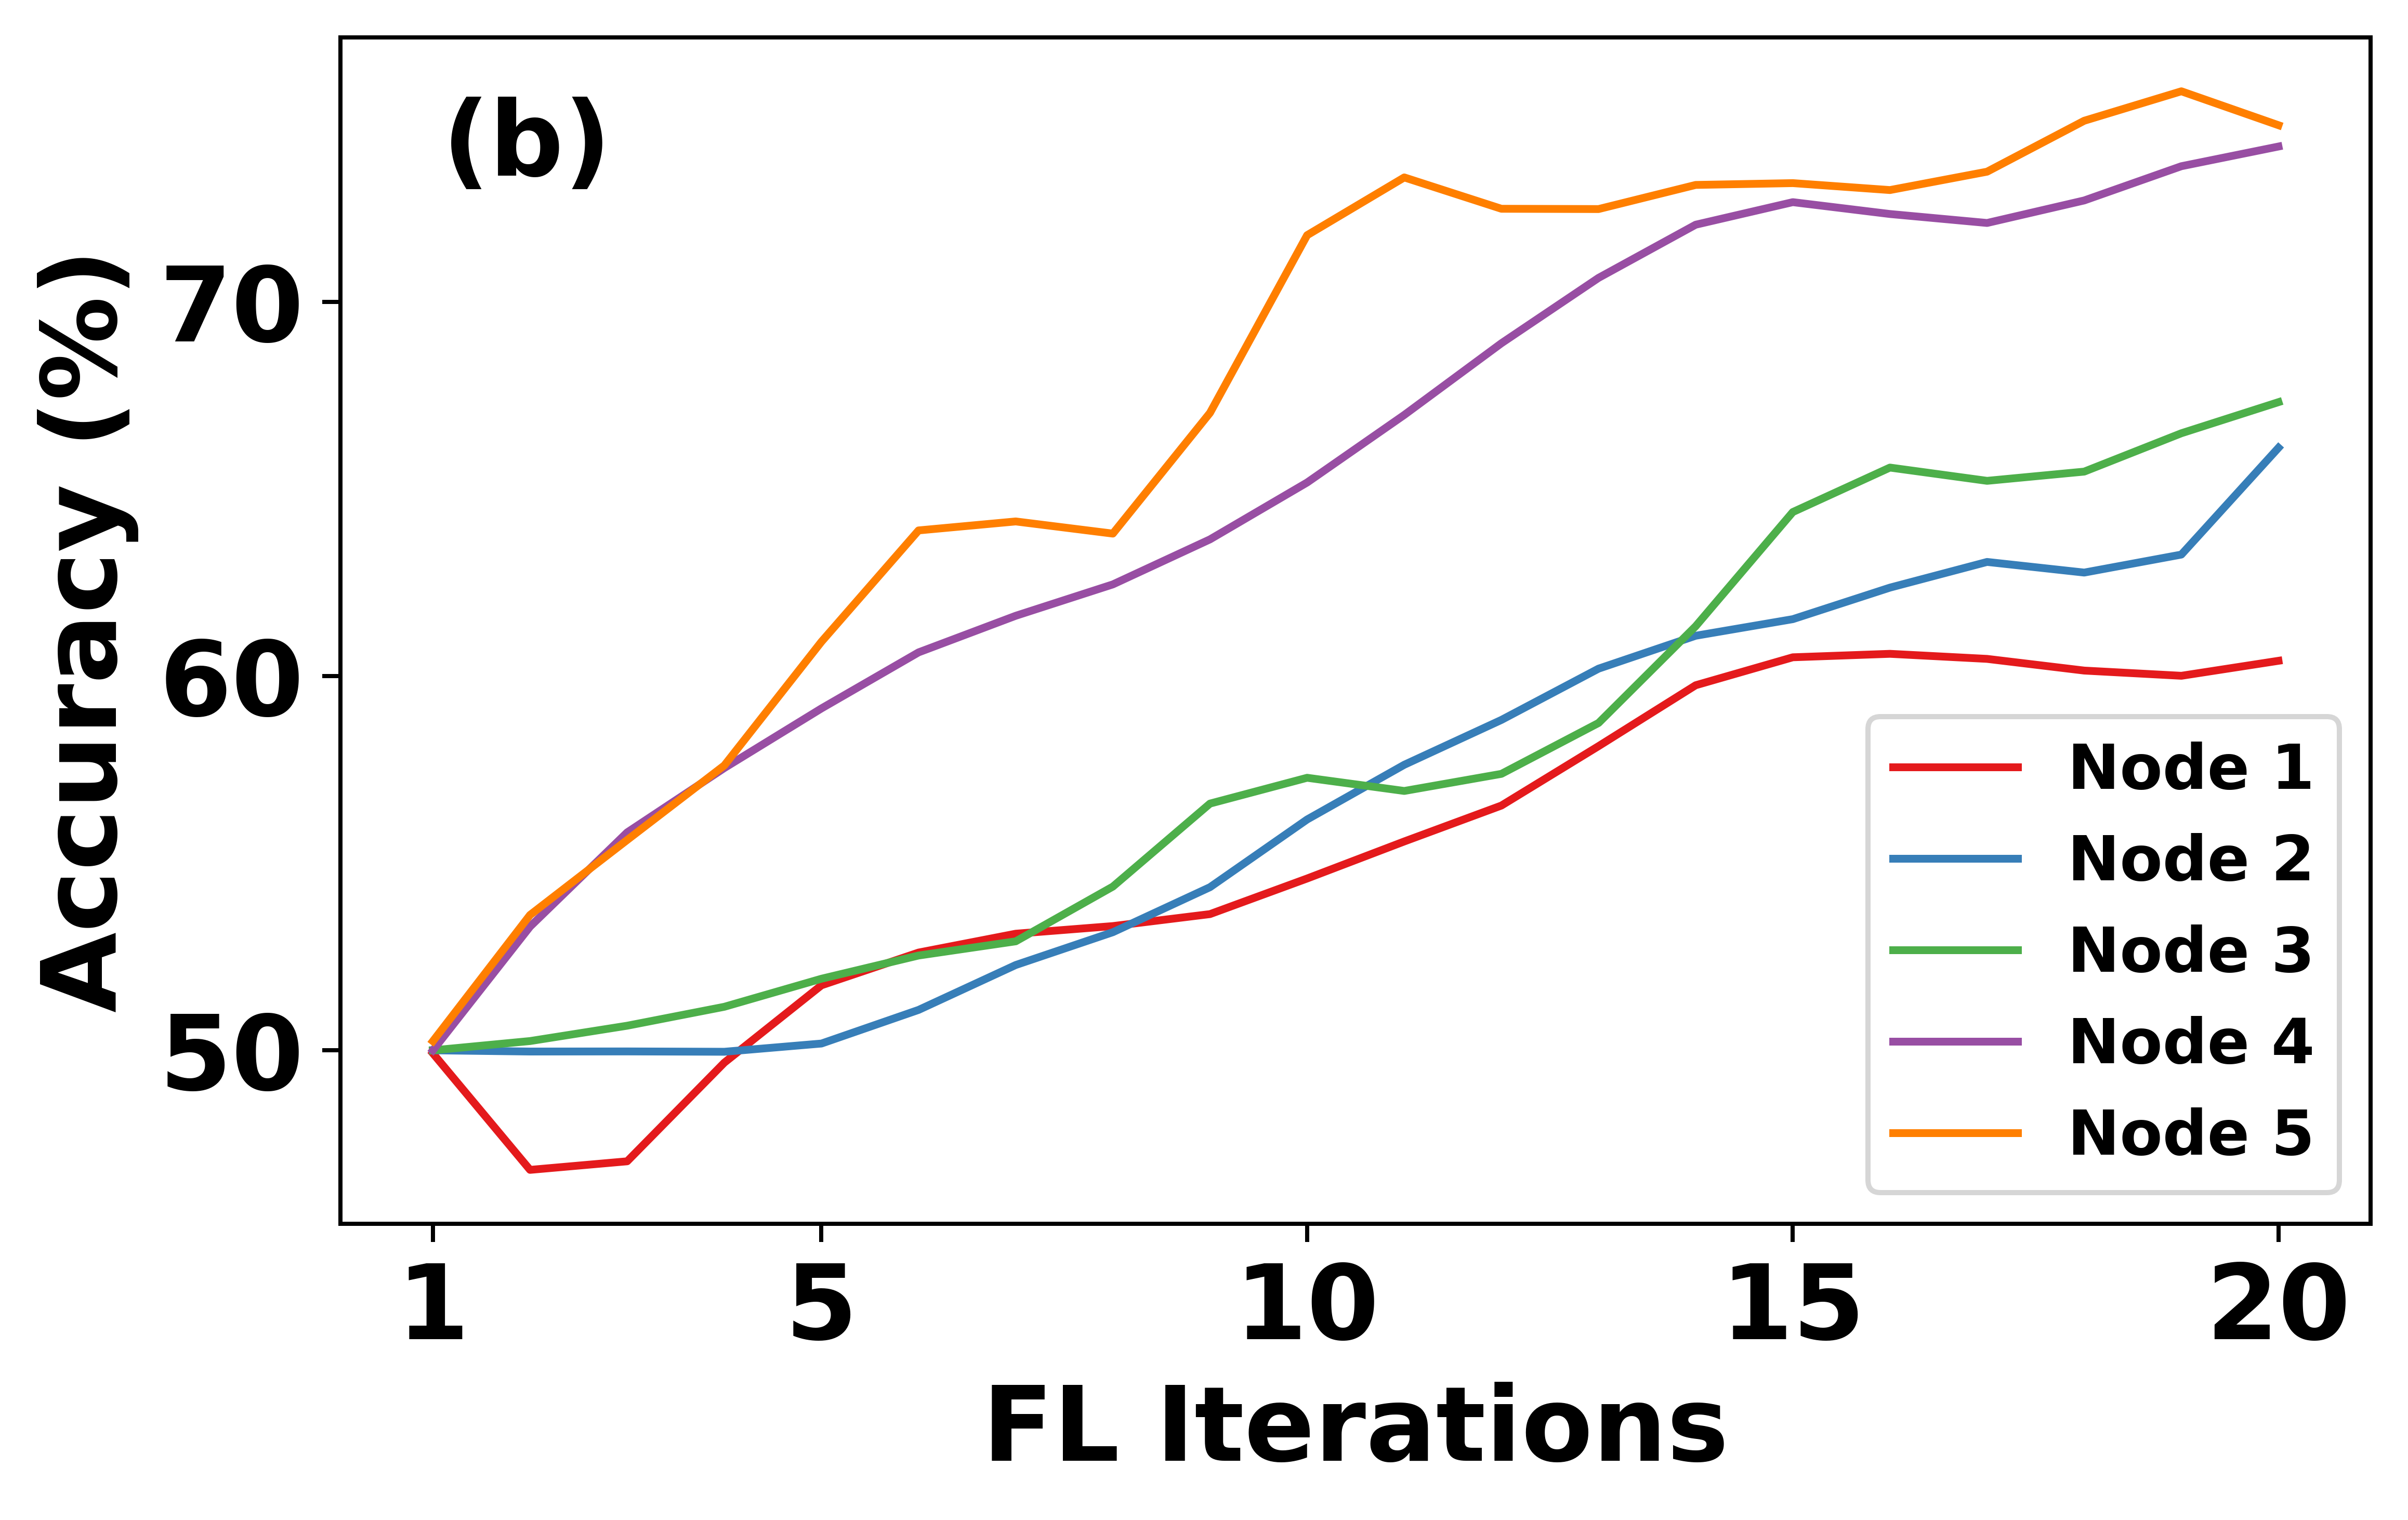 (b)
Accuracy (%)
70
60
50
Node 1
Node 2
Node 3
Node 4
Node 5
1 5 10 15 20
FL Iterations